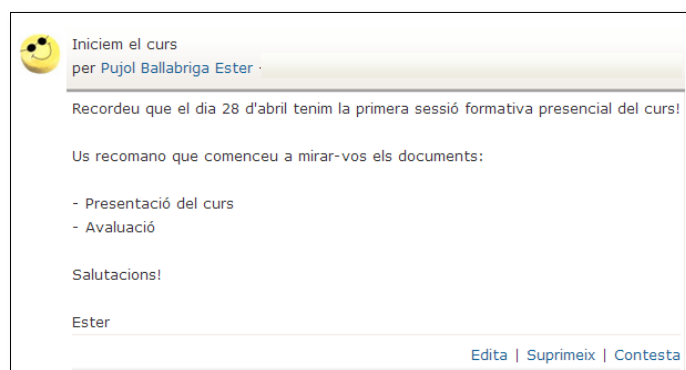 Iniciem el curs
per Pujol Ballabriga Ester ·
Recordeu que el dia 28 d'abril tenim la primera sessió formativa presencial del curs!
Us recomano que comenceu a mirar-vos els documents:
- Presentació del curs
- Avaluació
Salutacions!
Ester
Edita | Suprimeix | Contesta